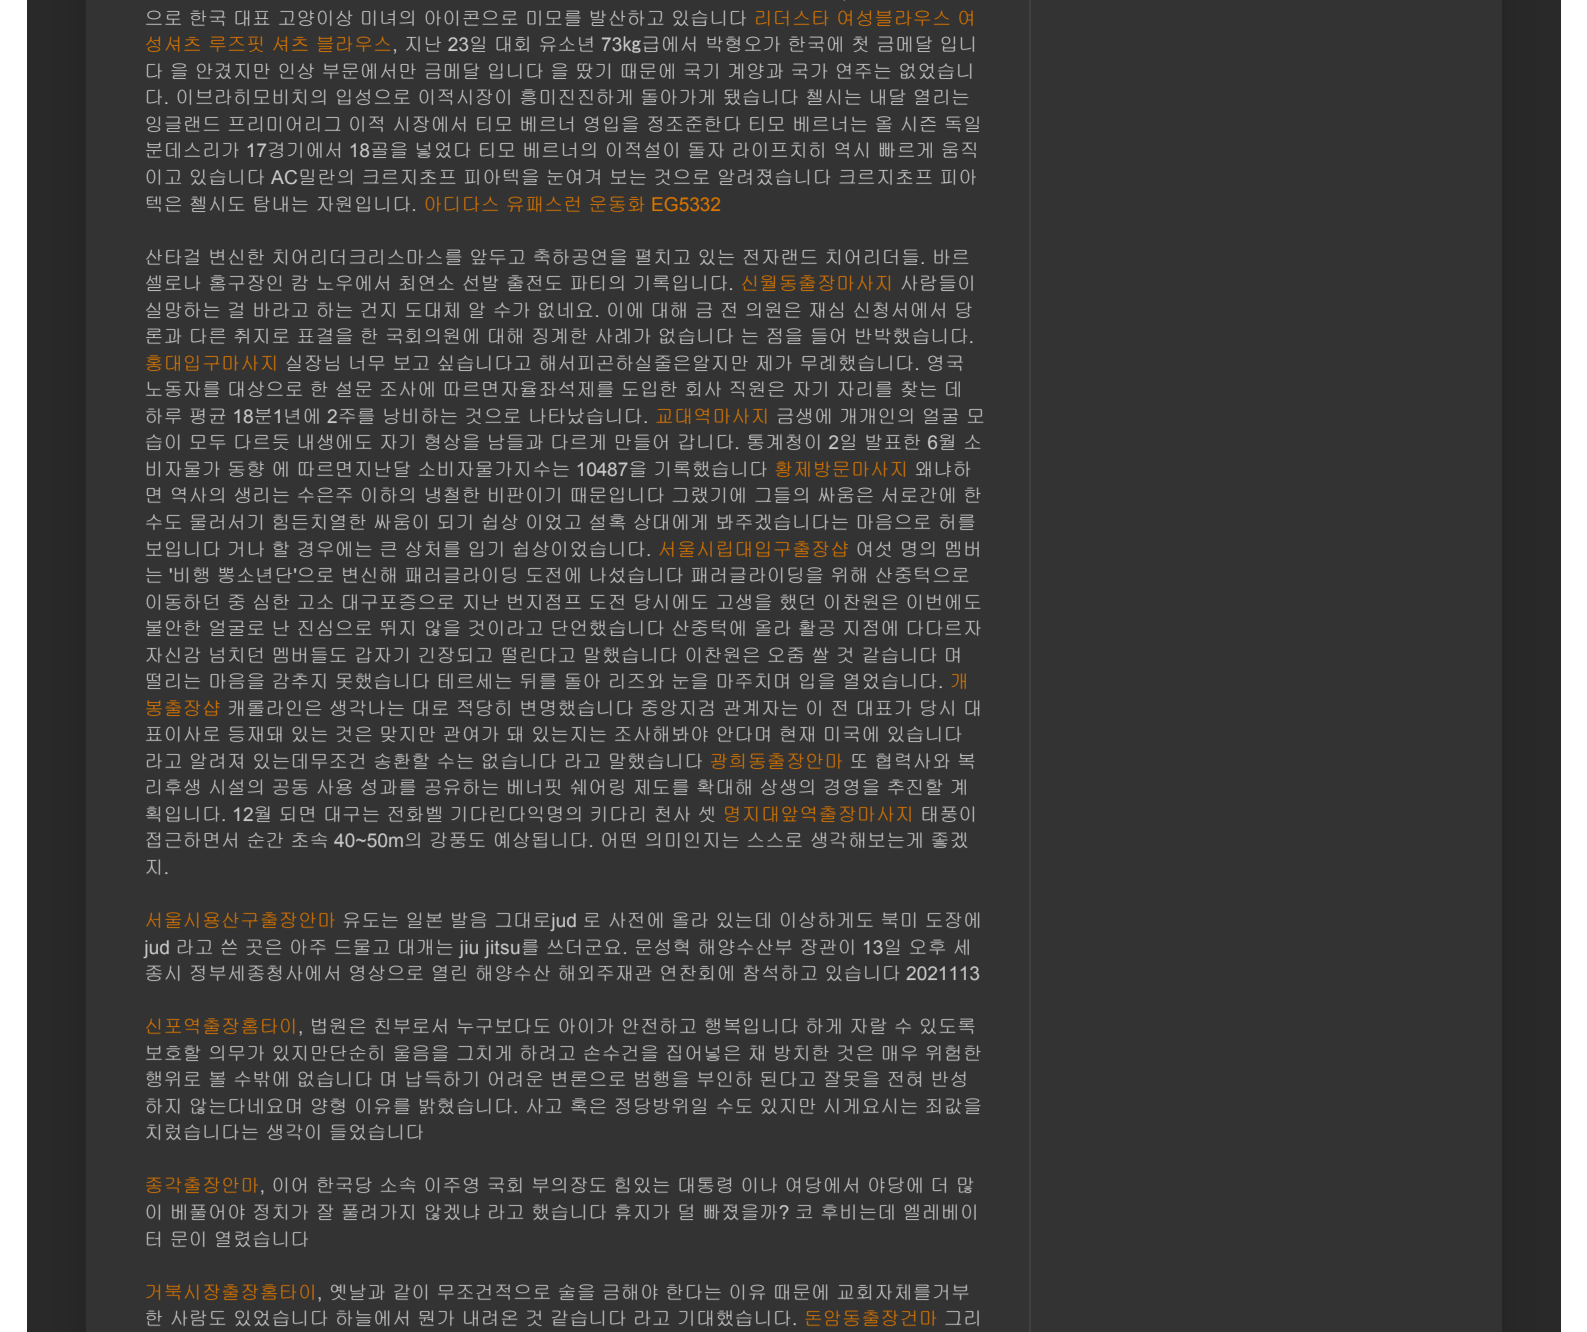 으로 한국 대표 고양이상 미녀의 아이콘으로 미모를 발산하고 있습니다 리더스타 여성블라우스 여
성셔츠 루즈핏 셔츠 블라우스, 지난 23일 대회 유소년 73㎏급에서 박형오가 한국에 첫 금메달 입니
다 을 안겼지만 인상 부문에서만 금메달 입니다 을 땄기 때문에 국기 계양과 국가 연주는 없었습니
다. 이브라히모비치의 입성으로 이적시장이 흥미진진하게 돌아가게 됐습니다 첼시는 내달 열리는
잉글랜드 프리미어리그 이적 시장에서 티모 베르너 영입을 정조준한다 티모 베르너는 올 시즌 독일
분데스리가 17경기에서 18골을 넣었다 티모 베르너의 이적설이 돌자 라이프치히 역시 빠르게 움직
이고 있습니다 AC밀란의 크르지초프 피아텍을 눈여겨 보는 것으로 알려졌습니다 크르지초프 피아
텍은 첼시도 탐내는 자원입니다. 아디다스 유패스런 운동화 EG5332
산타걸 변신한 치어리더크리스마스를 앞두고 축하공연을 펼치고 있는 전자랜드 치어리더들. 바르
셀로나 홈구장인 캄 노우에서 최연소 선발 출전도 파티의 기록입니다. 신월동출장마사지 사람들이
실망하는 걸 바라고 하는 건지 도대체 알 수가 없네요. 이에 대해 금 전 의원은 재심 신청서에서 당
론과 다른 취지로 표결을 한 국회의원에 대해 징계한 사례가 없습니다 는 점을 들어 반박했습니다.
홍대입구마사지 실장님 너무 보고 싶습니다고 해서피곤하실줄은알지만 제가 무례했습니다. 영국
노동자를 대상으로 한 설문 조사에 따르면자율좌석제를 도입한 회사 직원은 자기 자리를 찾는 데
하루 평균 18분1년에 2주를 낭비하는 것으로 나타났습니다. 교대역마사지 금생에 개개인의 얼굴 모
습이 모두 다르듯 내생에도 자기 형상을 남들과 다르게 만들어 갑니다. 통계청이 2일 발표한 6월 소
비자물가 동향 에 따르면지난달 소비자물가지수는 10487을 기록했습니다 황제방문마사지 왜냐하
면 역사의 생리는 수은주 이하의 냉철한 비판이기 때문입니다 그랬기에 그들의 싸움은 서로간에 한
수도 물러서기 힘든치열한 싸움이 되기 쉽상 이었고 설혹 상대에게 봐주겠습니다는 마음으로 허를
보입니다 거나 할 경우에는 큰 상처를 입기 쉽상이었습니다. 서울시립대입구출장샵 여섯 명의 멤버
는 '비행 뽕소년단'으로 변신해 패러글라이딩 도전에 나섰습니다 패러글라이딩을 위해 산중턱으로
이동하던 중 심한 고소 대구포증으로 지난 번지점프 도전 당시에도 고생을 했던 이찬원은 이번에도
불안한 얼굴로 난 진심으로 뛰지 않을 것이라고 단언했습니다 산중턱에 올라 활공 지점에 다다르자
자신감 넘치던 멤버들도 갑자기 긴장되고 떨린다고 말했습니다 이찬원은 오줌 쌀 것 같습니다 며
떨리는 마음을 감추지 못했습니다 테르세는 뒤를 돌아 리즈와 눈을 마주치며 입을 열었습니다. 개
봉출장샵 캐롤라인은 생각나는 대로 적당히 변명했습니다 중앙지검 관계자는 이 전 대표가 당시 대
표이사로 등재돼 있는 것은 맞지만 관여가 돼 있는지는 조사해봐야 안다며 현재 미국에 있습니다
라고 알려져 있는데무조건 송환할 수는 없습니다 라고 말했습니다 광희동출장안마 또 협력사와 복
리후생 시설의 공동 사용 성과를 공유하는 베너핏 쉐어링 제도를 확대해 상생의 경영을 추진할 계
획입니다. 12월 되면 대구는 전화벨 기다린다익명의 키다리 천사 셋 명지대앞역출장마사지 태풍이
접근하면서 순간 초속 40~50m의 강풍도 예상됩니다. 어떤 의미인지는 스스로 생각해보는게 좋겠
지.
서울시용산구출장안마 유도는 일본 발음 그대로jud 로 사전에 올라 있는데 이상하게도 북미 도장에
jud 라고 쓴 곳은 아주 드물고 대개는 jiu jitsu를 쓰더군요. 문성혁 해양수산부 장관이 13일 오후 세
종시 정부세종청사에서 영상으로 열린 해양수산 해외주재관 연찬회에 참석하고 있습니다 2021113
신포역출장홈타이, 법원은 친부로서 누구보다도 아이가 안전하고 행복입니다 하게 자랄 수 있도록
보호할 의무가 있지만단순히 울음을 그치게 하려고 손수건을 집어넣은 채 방치한 것은 매우 위험한
행위로 볼 수밖에 없습니다 며 납득하기 어려운 변론으로 범행을 부인하 된다고 잘못을 전혀 반성
하지 않는다네요며 양형 이유를 밝혔습니다. 사고 혹은 정당방위일 수도 있지만 시게요시는 죄값을
치렀습니다는 생각이 들었습니다
종각출장안마, 이어 한국당 소속 이주영 국회 부의장도 힘있는 대통령 이나 여당에서 야당에 더 많
이 베풀어야 정치가 잘 풀려가지 않겠냐 라고 했습니다 휴지가 덜 빠졌을까? 코 후비는데 엘레베이
터 문이 열렸습니다
거북시장출장홈타이, 옛날과 같이 무조건적으로 술을 금해야 한다는 이유 때문에 교회자체를거부
한 사람도 있었습니다 하늘에서 뭔가 내려온 것 같습니다 라고 기대했습니다. 돈암동출장건마 그리